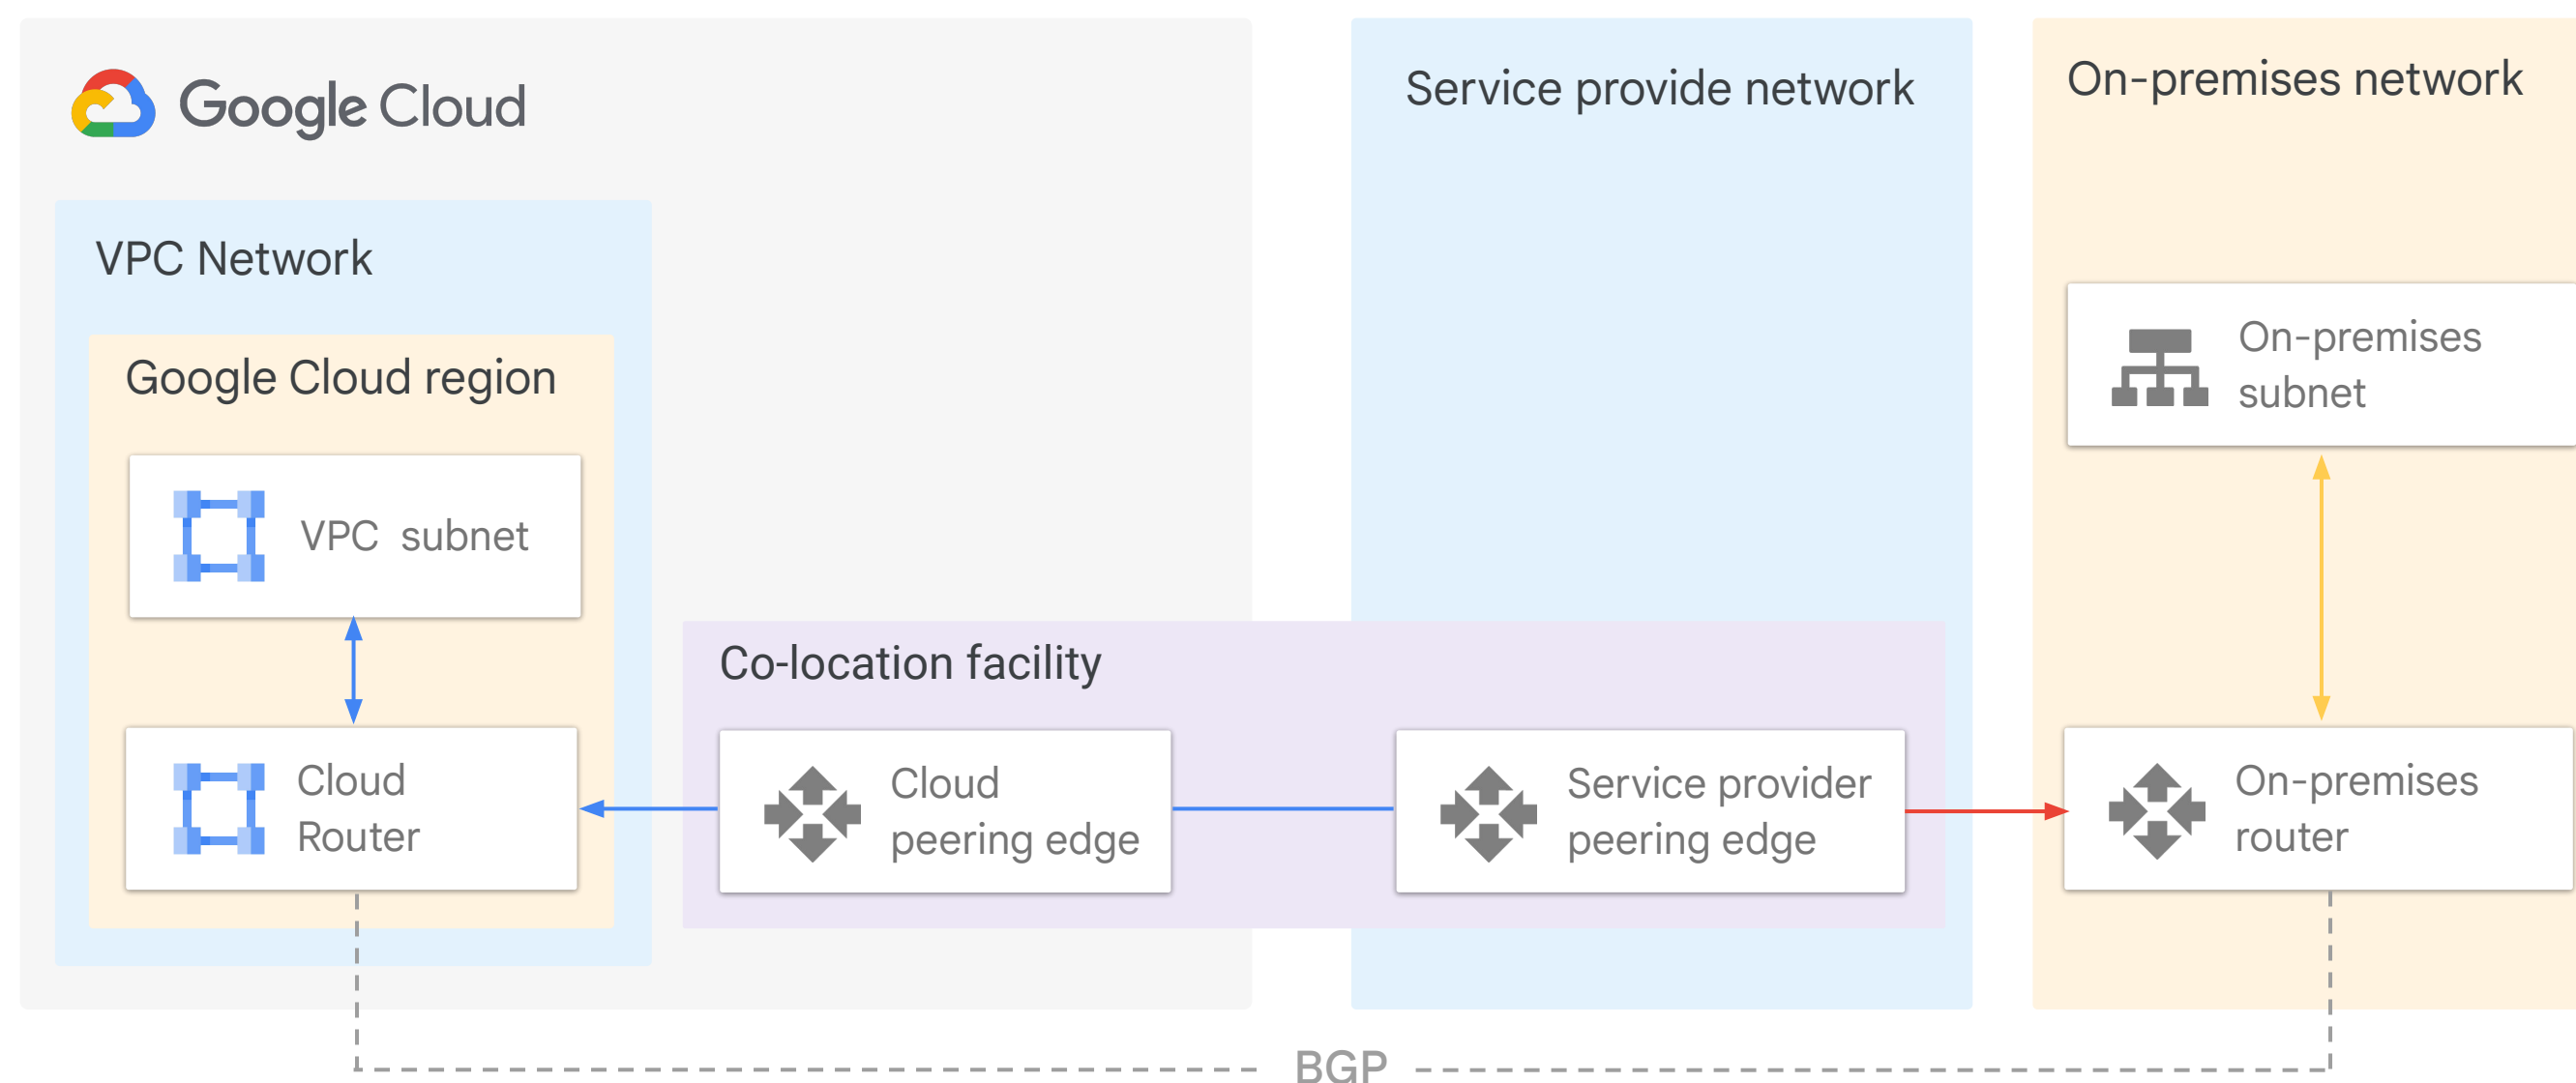 Google Cloud
Service provide network
On-premises network
VPC Network
Google Cloud region
On-premises
subnet
VPC subnet
Co-location facility
Cloud
Router
Cloud
peering edge
Service provider
peering edge
On-premises
router
BGP